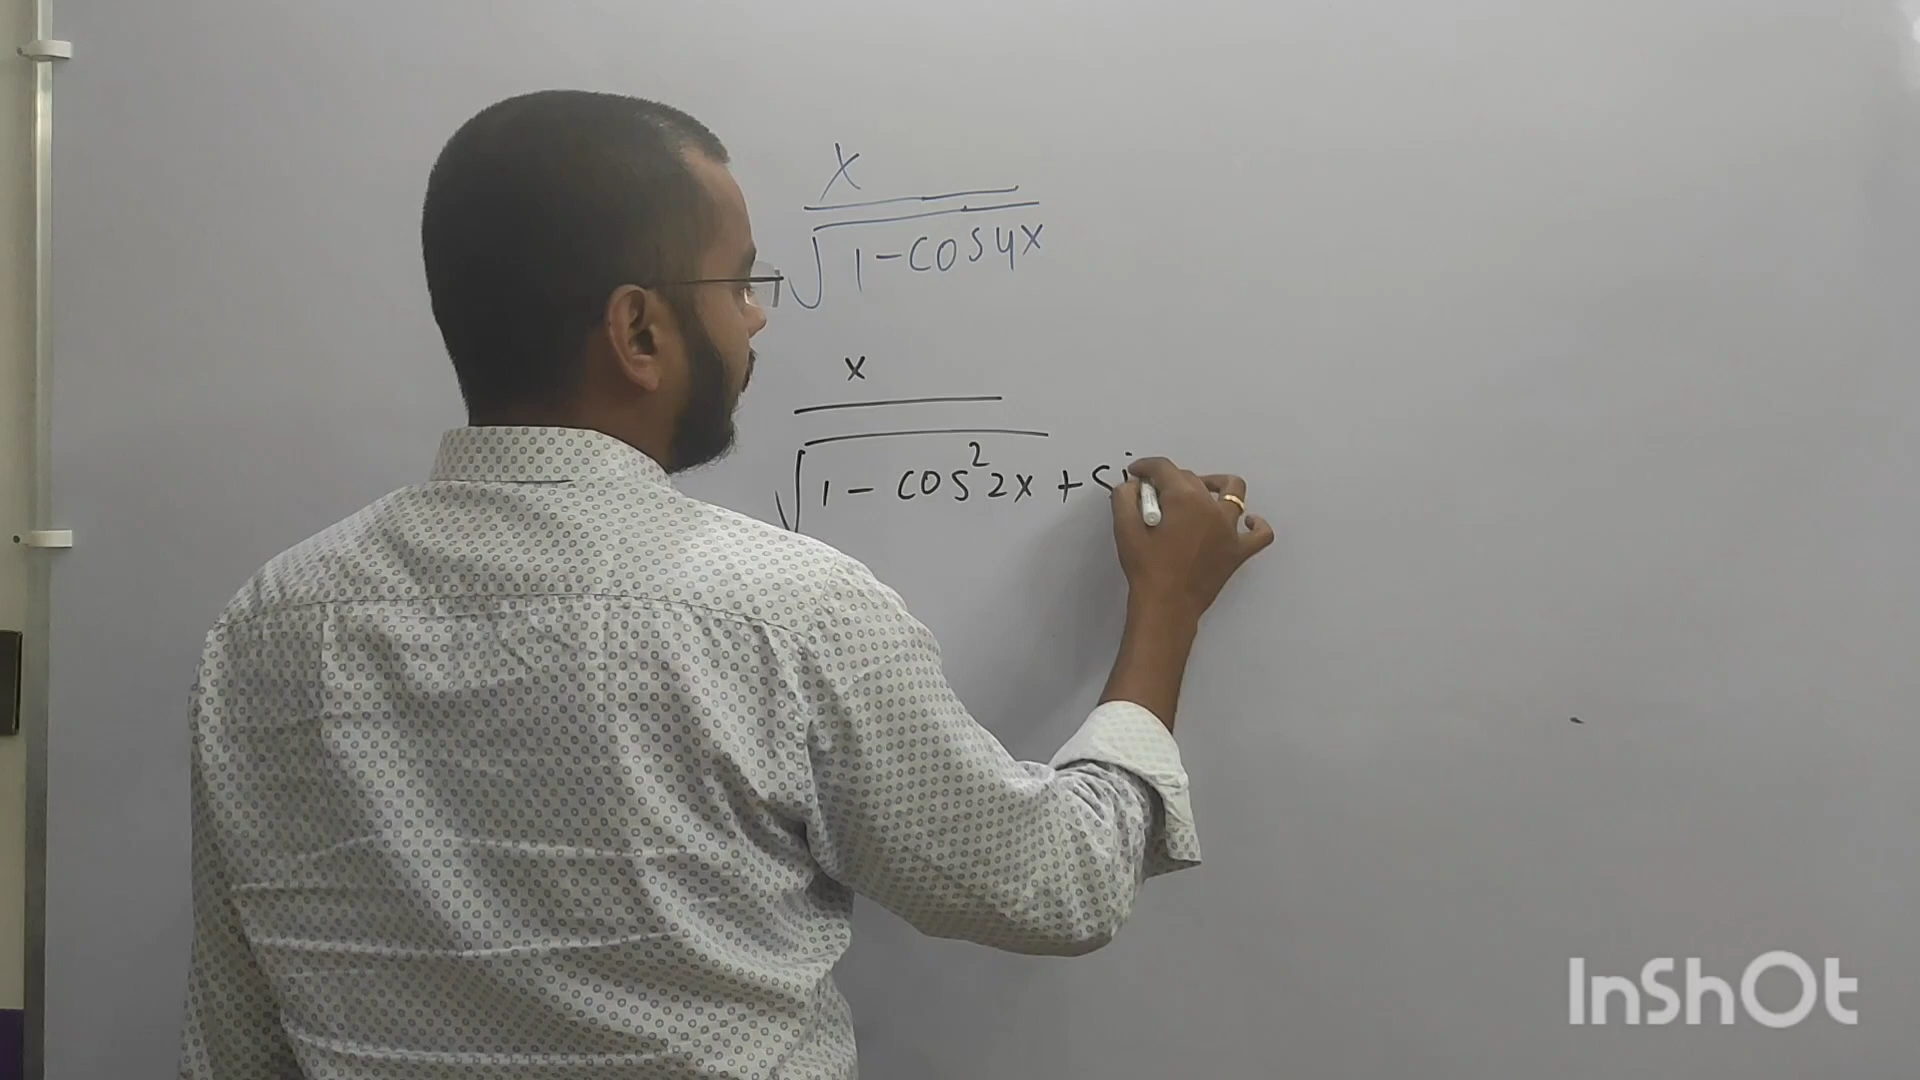 x
√1-cos4x
x
√1 - cos²2x + si
InShOt